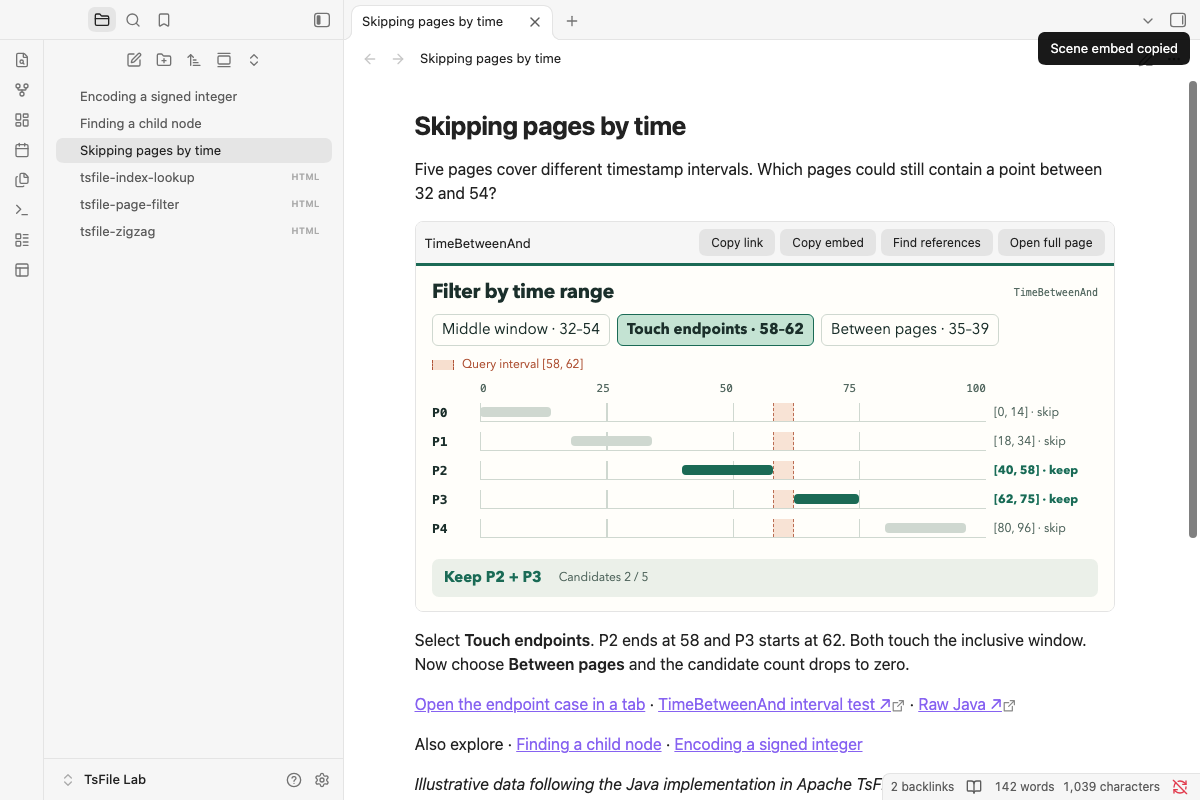 Skipping pages by time
Scene embed copied
Skipping pages by time
Encoding a signed integer
Finding a child node
Skipping pages by time
tsfile-index-lookup HTML
tsfile-page-filter HTML
tsfile-zigzag HTML
TsFile Lab
Skipping pages by time
Five pages cover different timestamp intervals. Which pages could still contain a point between
32 and 54?
TimeBetweenAnd Copy link Copy embed Find references Open full page
Filter by time range TimeBetweenAnd
Middle window · 32–54 Touch endpoints · 58–62 Between pages · 35–39
Query interval [58, 62]
0 25 50 75 100
P0 [0, 14] · skip
P1 [18, 34] · skip
P2 [40, 58] · keep
P3 [62, 75] · keep
P4 [80, 96] · skip
Keep P2 + P3 Candidates 2 / 5
Select Touch endpoints. P2 ends at 58 and P3 starts at 62. Both touch the inclusive window.
Now choose Between pages and the candidate count drops to zero.
Open the endpoint case in a tab · TimeBetweenAnd interval test ↗ · Raw Java ↗
Also explore · Finding a child node · Encoding a signed integer
Illustrative data following the Java implementation in Apache TsF
2 backlinks 142 words 1,039 characters